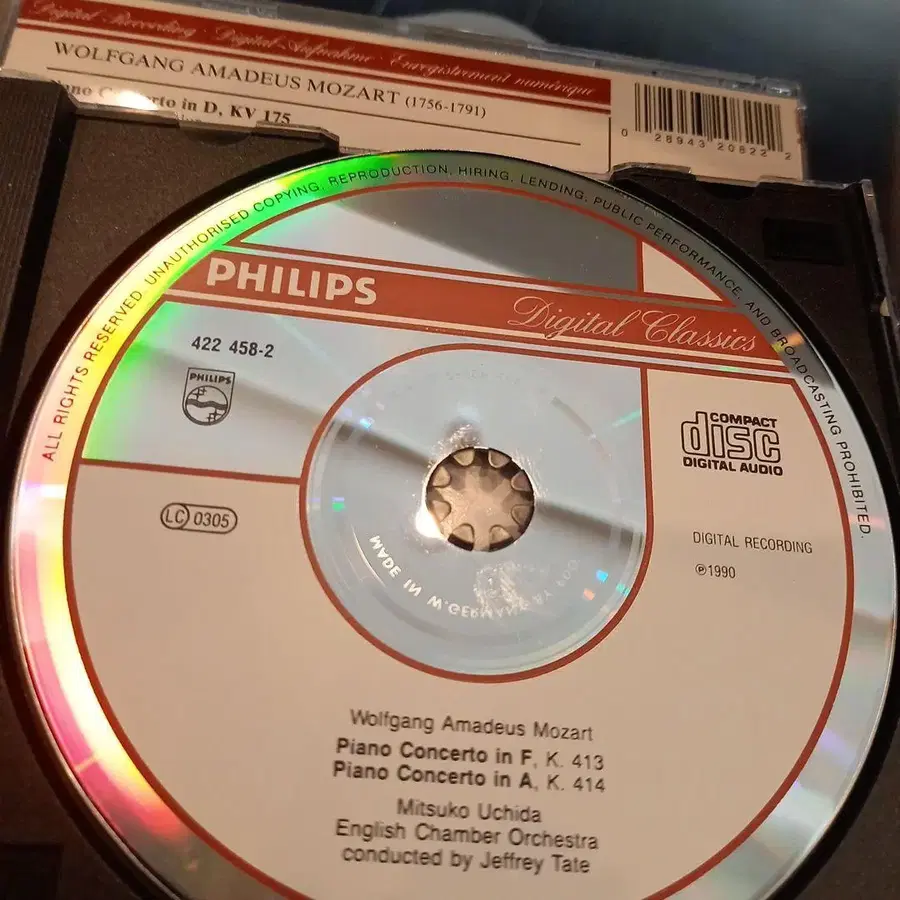 Digital Recording · Digital-Aufnahme · Enregistrement numérique
WOLFGANG AMADEUS MOZART (1756-1791)
Concerto in D, KV 175
0 28943 20822 2
ALL RIGHTS RESERVED. UNAUTHORISED COPYING, REPRODUCTION, HIRING, LENDING, PUBLIC PERFORMANCE, AND BROADCASTING PROHIBITED.
PHILIPS
Digital Classics
422 458-2
PHILIPS
COMPACT
disc
DIGITAL AUDIO
LC 0305
DIGITAL RECORDING
℗1990
MADE IN W.GERMANY BY
Wolfgang Amadeus Mozart
Piano Concerto in F, K. 413
Piano Concerto in A, K. 414
Mitsuko Uchida
English Chamber Orchestra
conducted by Jeffrey Tate